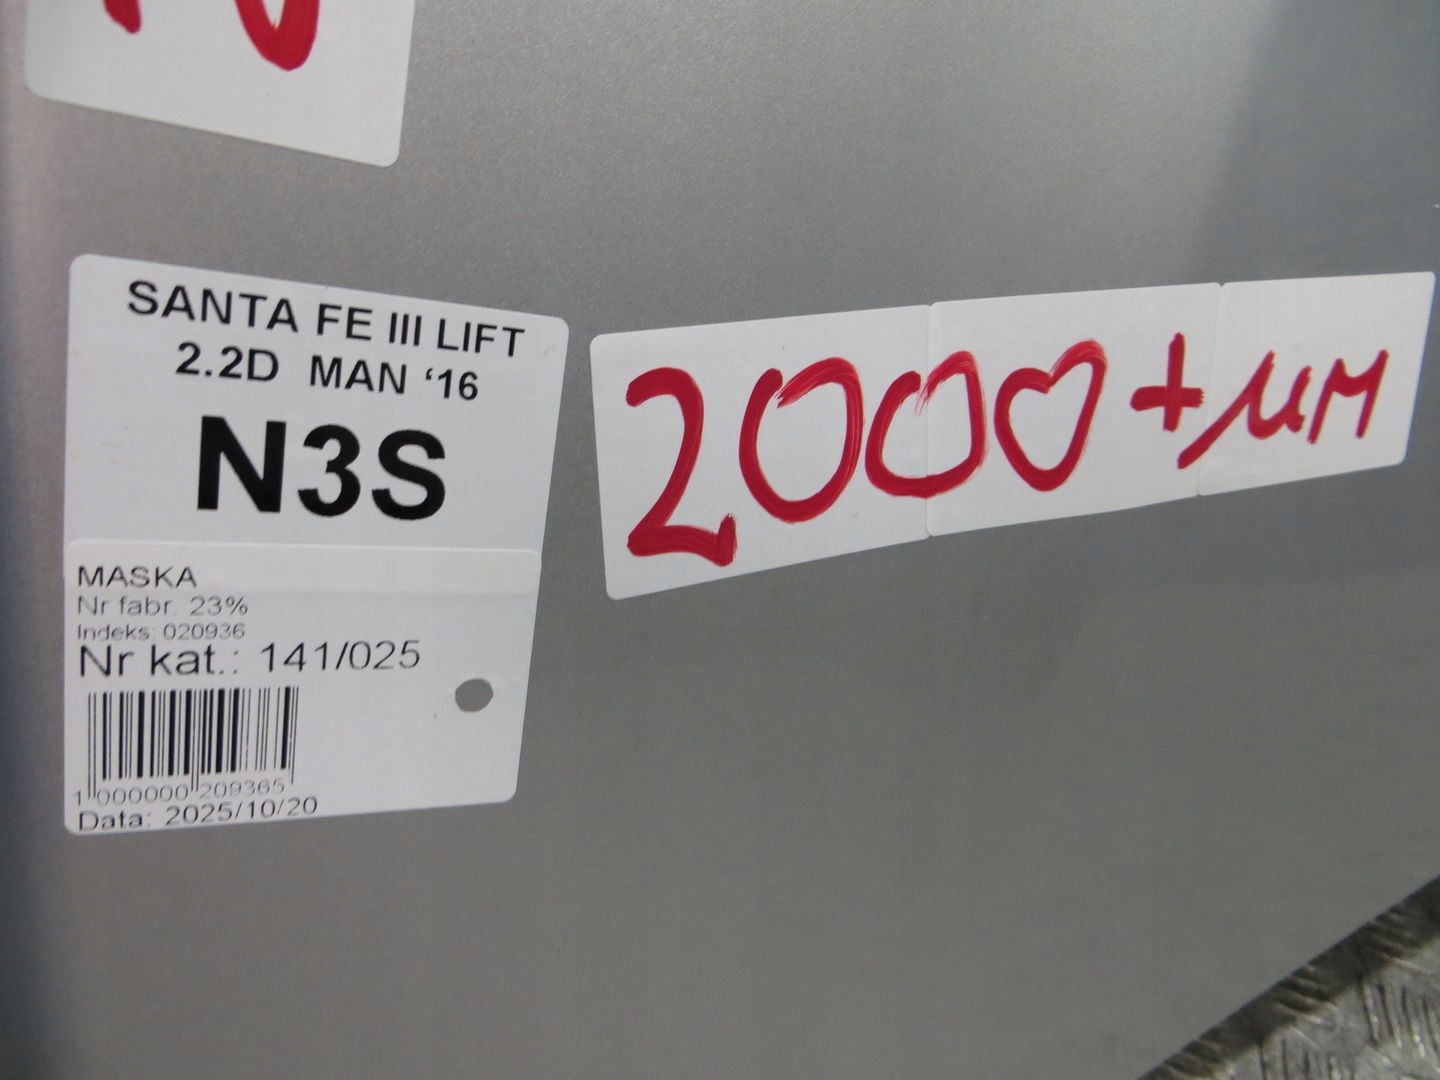 SANTA FE III LIFT
2.2D MAN ‘16
N3S
MASKA
Nr fabr. 23%
Indeks: 020936
Nr kat.: 141/025
1 000000 209365
Data: 2025/10/20
2000+µm